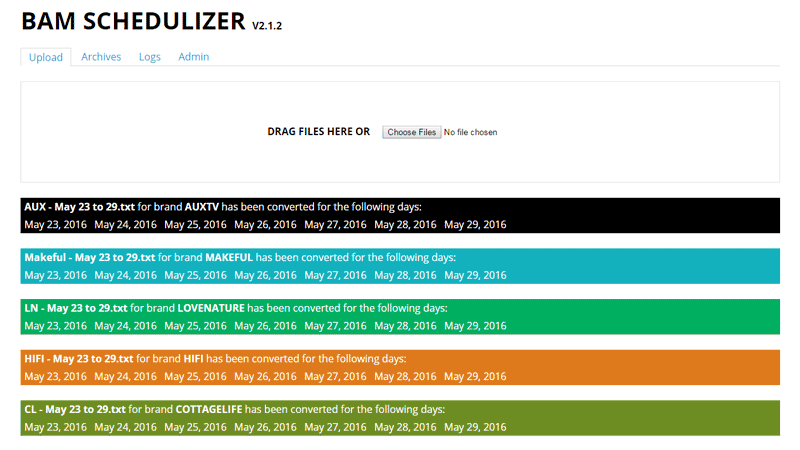 BAM SCHEDULIZER V2.1.2
Upload Archives Logs Admin
DRAG FILES HERE OR Choose Files No file chosen
AUX - May 23 to 29.txt for brand AUXTV has been converted for the following days:
May 23, 2016 May 24, 2016 May 25, 2016 May 26, 2016 May 27, 2016 May 28, 2016 May 29, 2016
Makeful - May 23 to 29.txt for brand MAKEFUL has been converted for the following days:
May 23, 2016 May 24, 2016 May 25, 2016 May 26, 2016 May 27, 2016 May 28, 2016 May 29, 2016
LN - May 23 to 29.txt for brand LOVENATURE has been converted for the following days:
May 23, 2016 May 24, 2016 May 25, 2016 May 26, 2016 May 27, 2016 May 28, 2016 May 29, 2016
HIFI - May 23 to 29.txt for brand HIFI has been converted for the following days:
May 23, 2016 May 24, 2016 May 25, 2016 May 26, 2016 May 27, 2016 May 28, 2016 May 29, 2016
CL - May 23 to 29.txt for brand COTTAGELIFE has been converted for the following days:
May 23, 2016 May 24, 2016 May 25, 2016 May 26, 2016 May 27, 2016 May 28, 2016 May 29, 2016